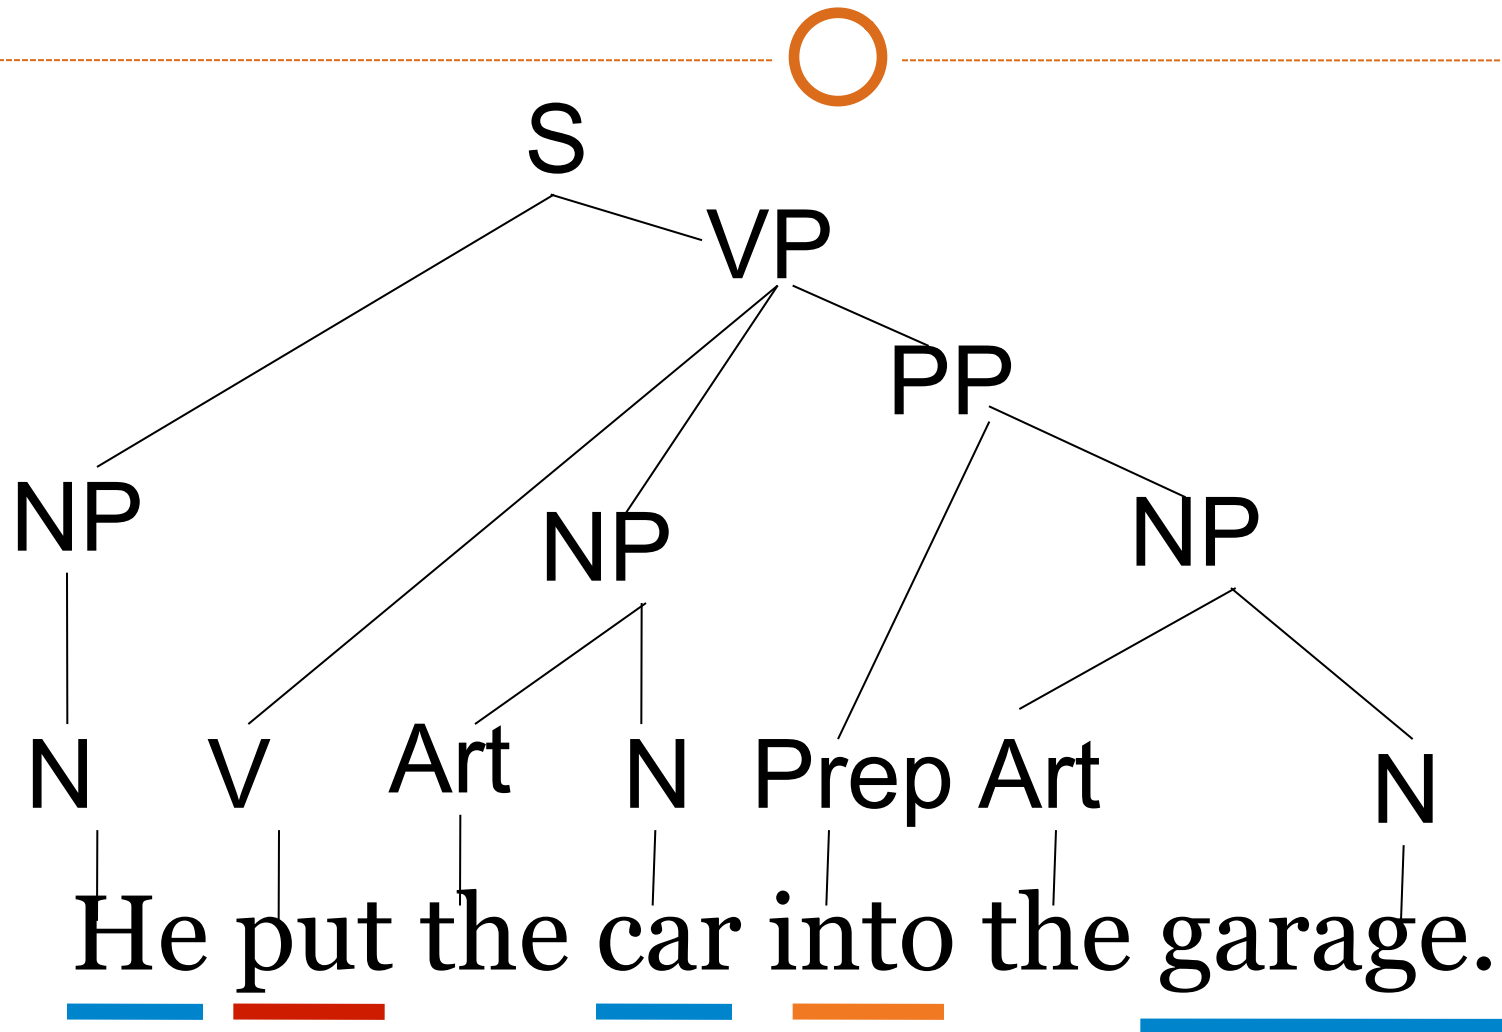 S
VP
PP
NP NP NP
N V Art N Prep Art N
He put the car into the garage.